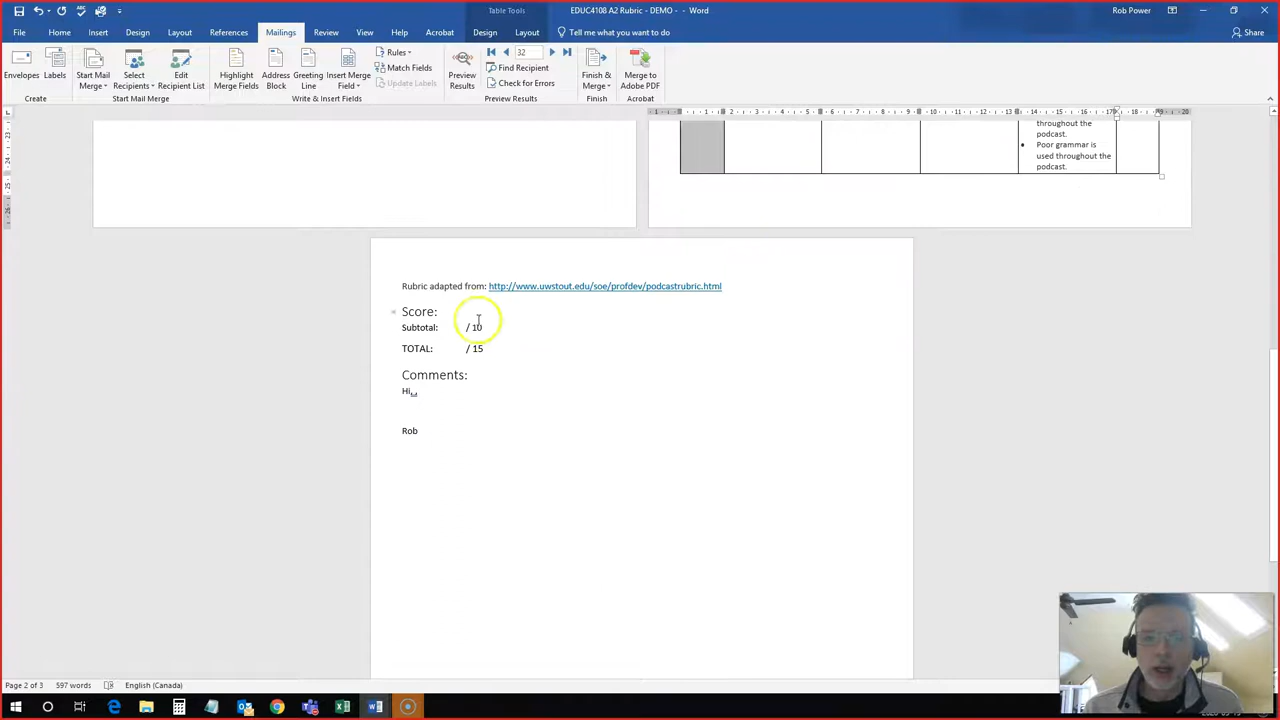 Table Tools
EDUC4108 A2 Rubric - DEMO - - Word
Rob Power
File Home Insert Design Layout References Mailings Review View Help Acrobat Design Layout Tell me what you want to do
Share
Envelopes
Labels
Create
Start Mail Merge
Select Recipients
Edit Recipient List
Start Mail Merge
Highlight Merge Fields
Address Block
Greeting Line
Insert Merge Field
Rules
Match Fields
Update Labels
Write & Insert Fields
Preview Results
32
Find Recipient
Check for Errors
Preview Results
Finish & Merge
Finish
Merge to Adobe PDF
Acrobat
throughout the
podcast.
• Poor grammar is
used throughout the
podcast.
Rubric adapted from: http://www.uwstout.edu/soe/profdev/podcastrubric.html
Score:
Subtotal: / 10
TOTAL: / 15
Comments:
Hi,
Rob
Page 2 of 3 597 words English (Canada)